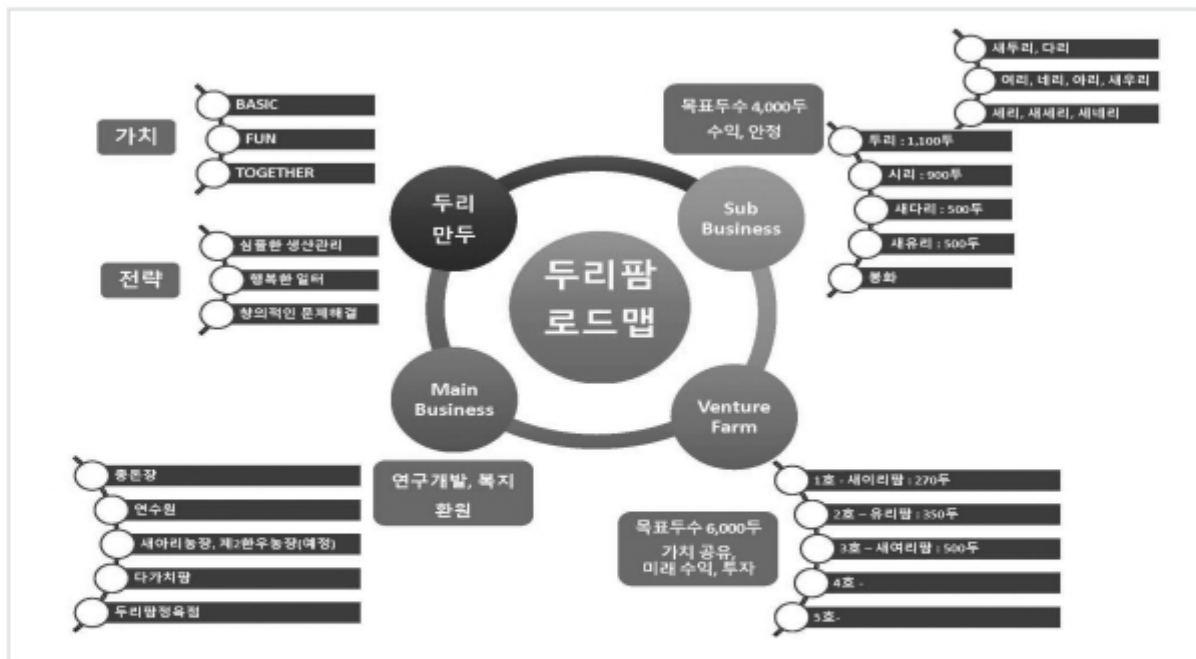 가치
BASIC
FUN
TOGETHER
전략
심플한 생산관리
행복한 일터
창의적인 문제해결
두리
만두
목표두수 4,000두
수익, 안정
Sub
Business
새두리, 다리
여리, 네리, 아리, 새우리
세리, 새세리, 세네리
두리 : 1,100두
시리 : 900두
새다리 : 500두
새유리 : 500두
봉화
두리팜
로드맵
Main
Business
Venture
Farm
종돈장
연수원
새아리농장, 제2한우농장(예정)
다가치팜
두리팜정육점
연구개발, 복지
환원
목표두수 6,000두
가치 공유,
미래 수익, 투자
1호 - 새이리팜 : 270두
2호 – 유리팜 : 350두
3호 – 새여리팜 : 500두
4호 -
5호-